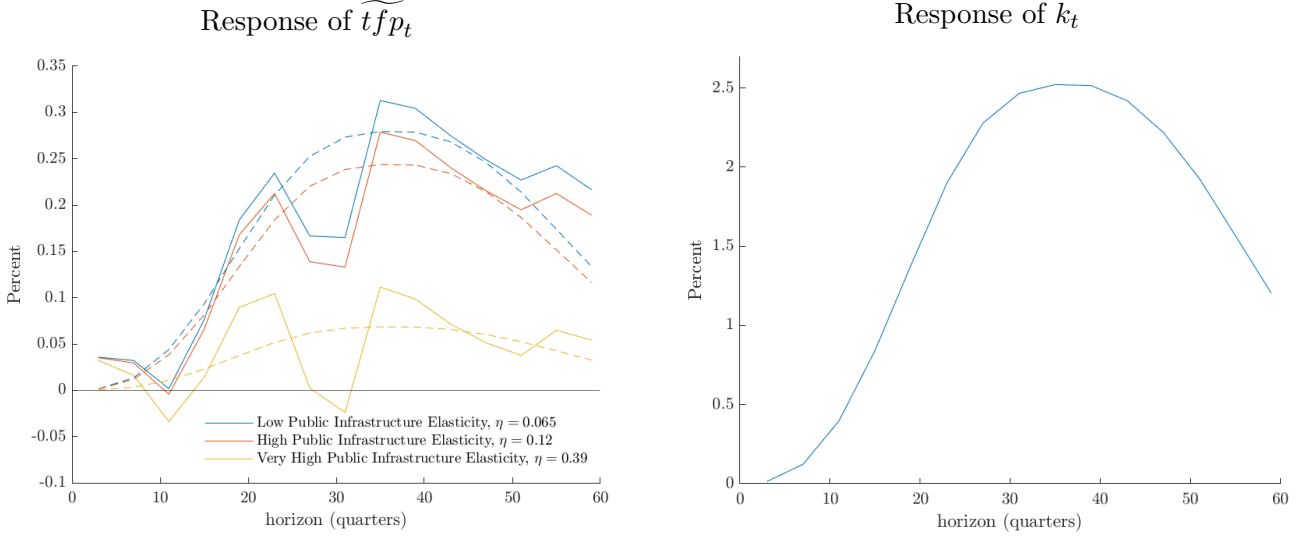 Response of $\widetilde{tfp}_t$
0.35
0.3
0.25
0.2
0.15
0.1
0.05
0
-0.05
-0.1
Percent
Low Public Infrastructure Elasticity, η = 0.065
High Public Infrastructure Elasticity, η = 0.12
Very High Public Infrastructure Elasticity, η = 0.39
0 10 20 30 40 50 60
horizon (quarters)
Response of $k_t$
2.5
2
1.5
1
0.5
0
Percent
0 10 20 30 40 50 60
horizon (quarters)